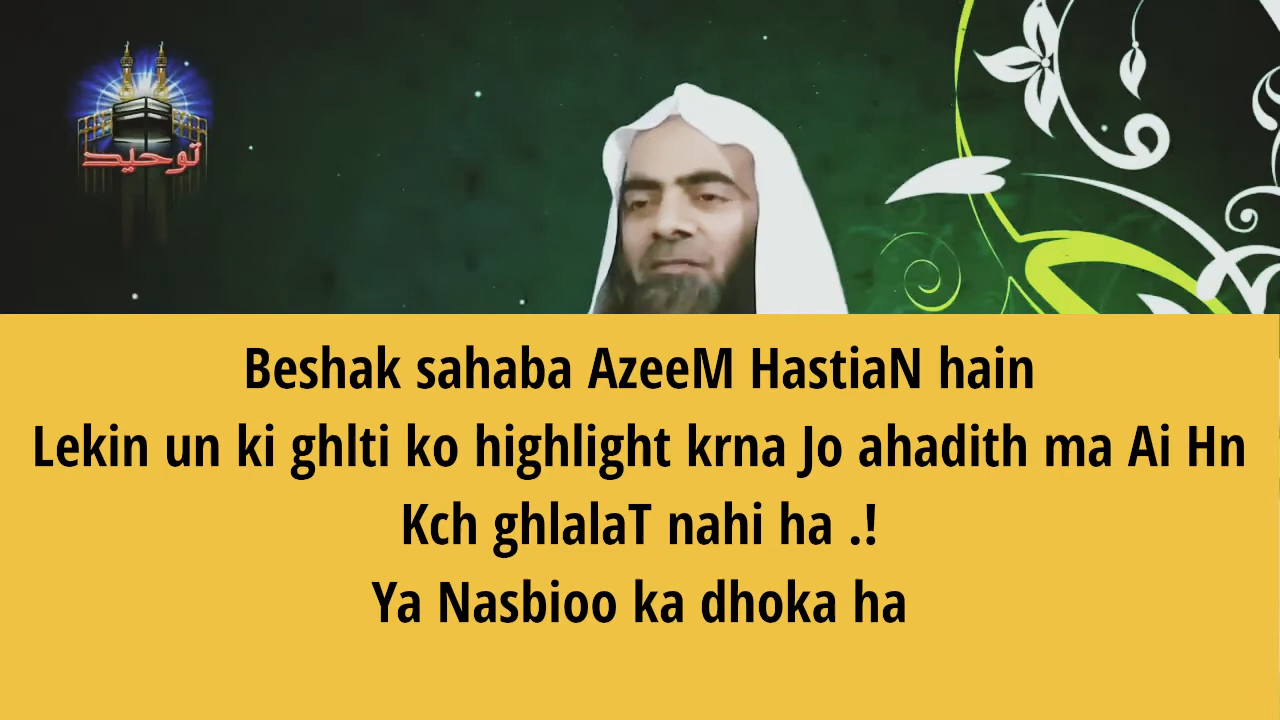 توحيد
Beshak sahaba AzeeM HastiaN hain
Lekin un ki ghlti ko highlight krna Jo ahadith ma Ai Hn
Kch ghlalaT nahi ha .!
Ya Nasbioo ka dhoka ha